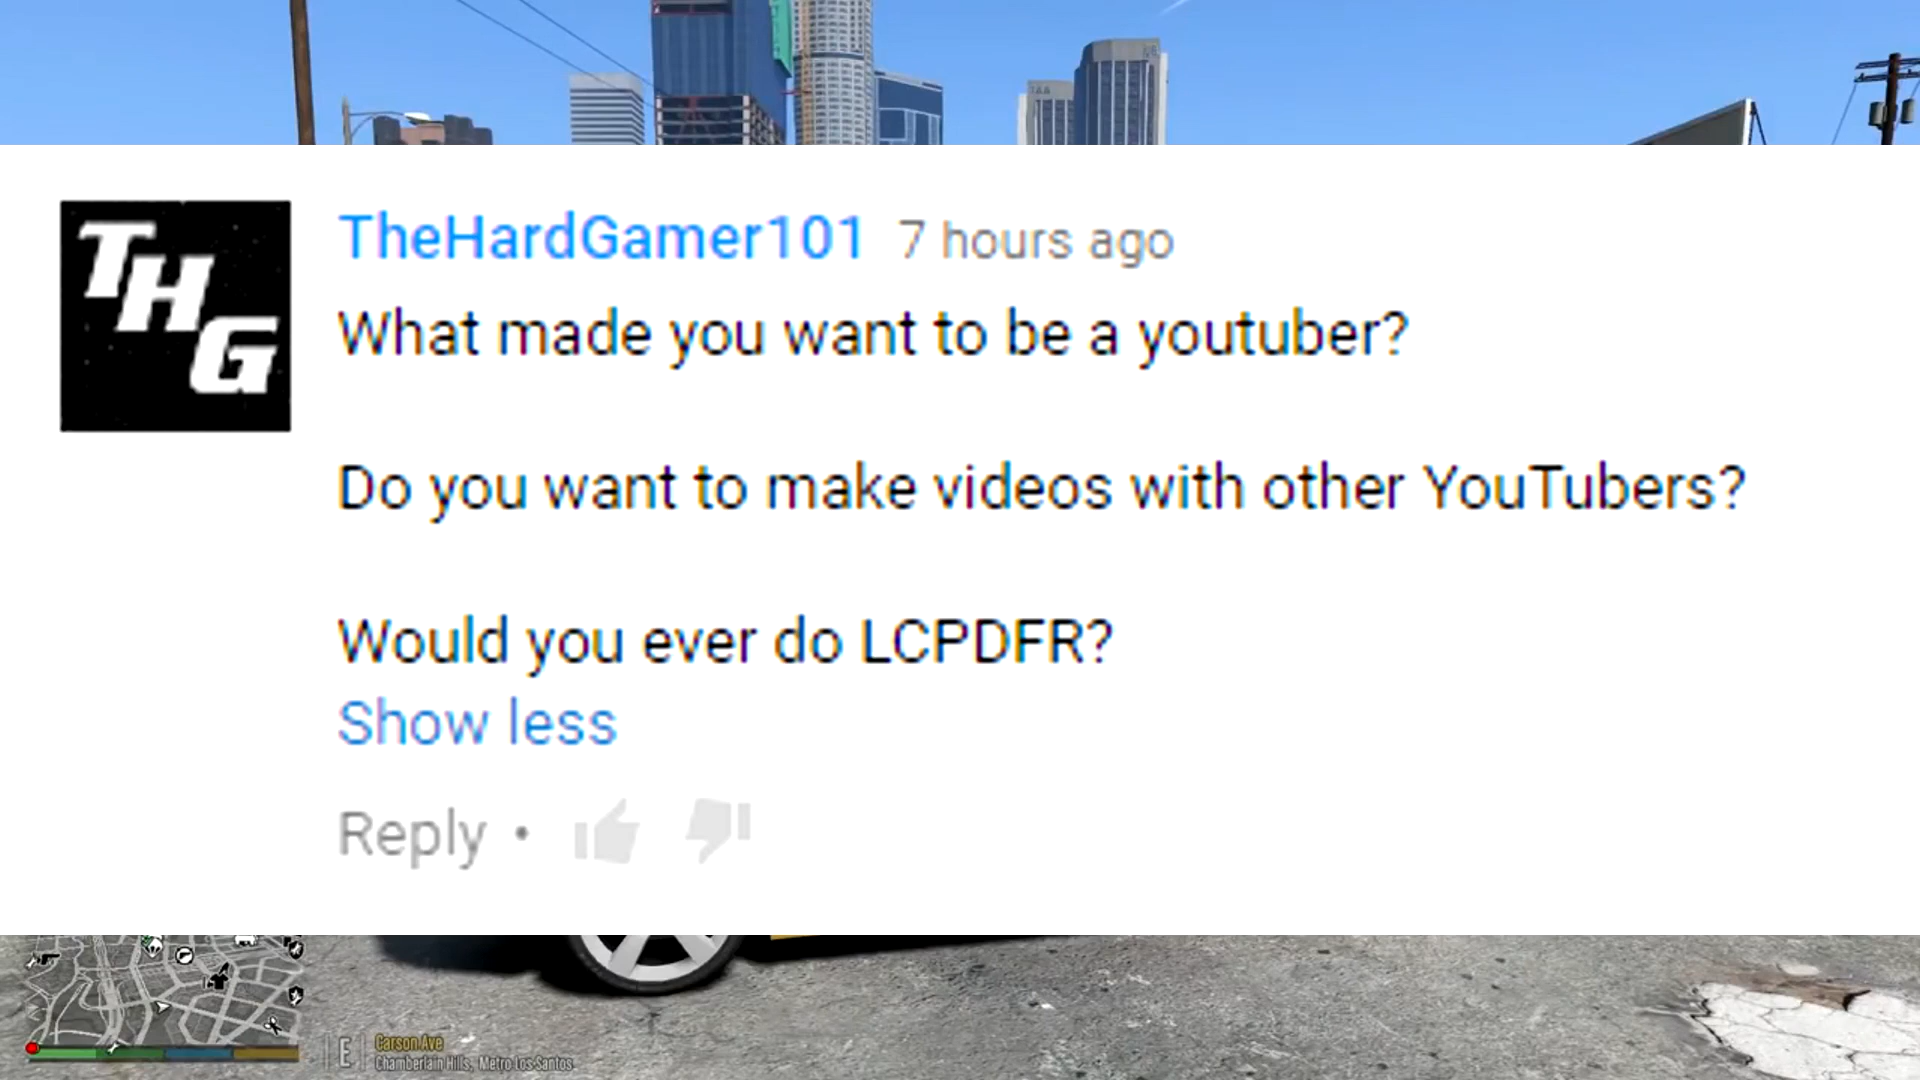 IAA
THG
TheHardGamer101 7 hours ago
What made you want to be a youtuber?
Do you want to make videos with other YouTubers?
Would you ever do LCPDFR?
Show less
Reply •
E
Carson Ave
Chamberlain Hills, Metro Los Santos